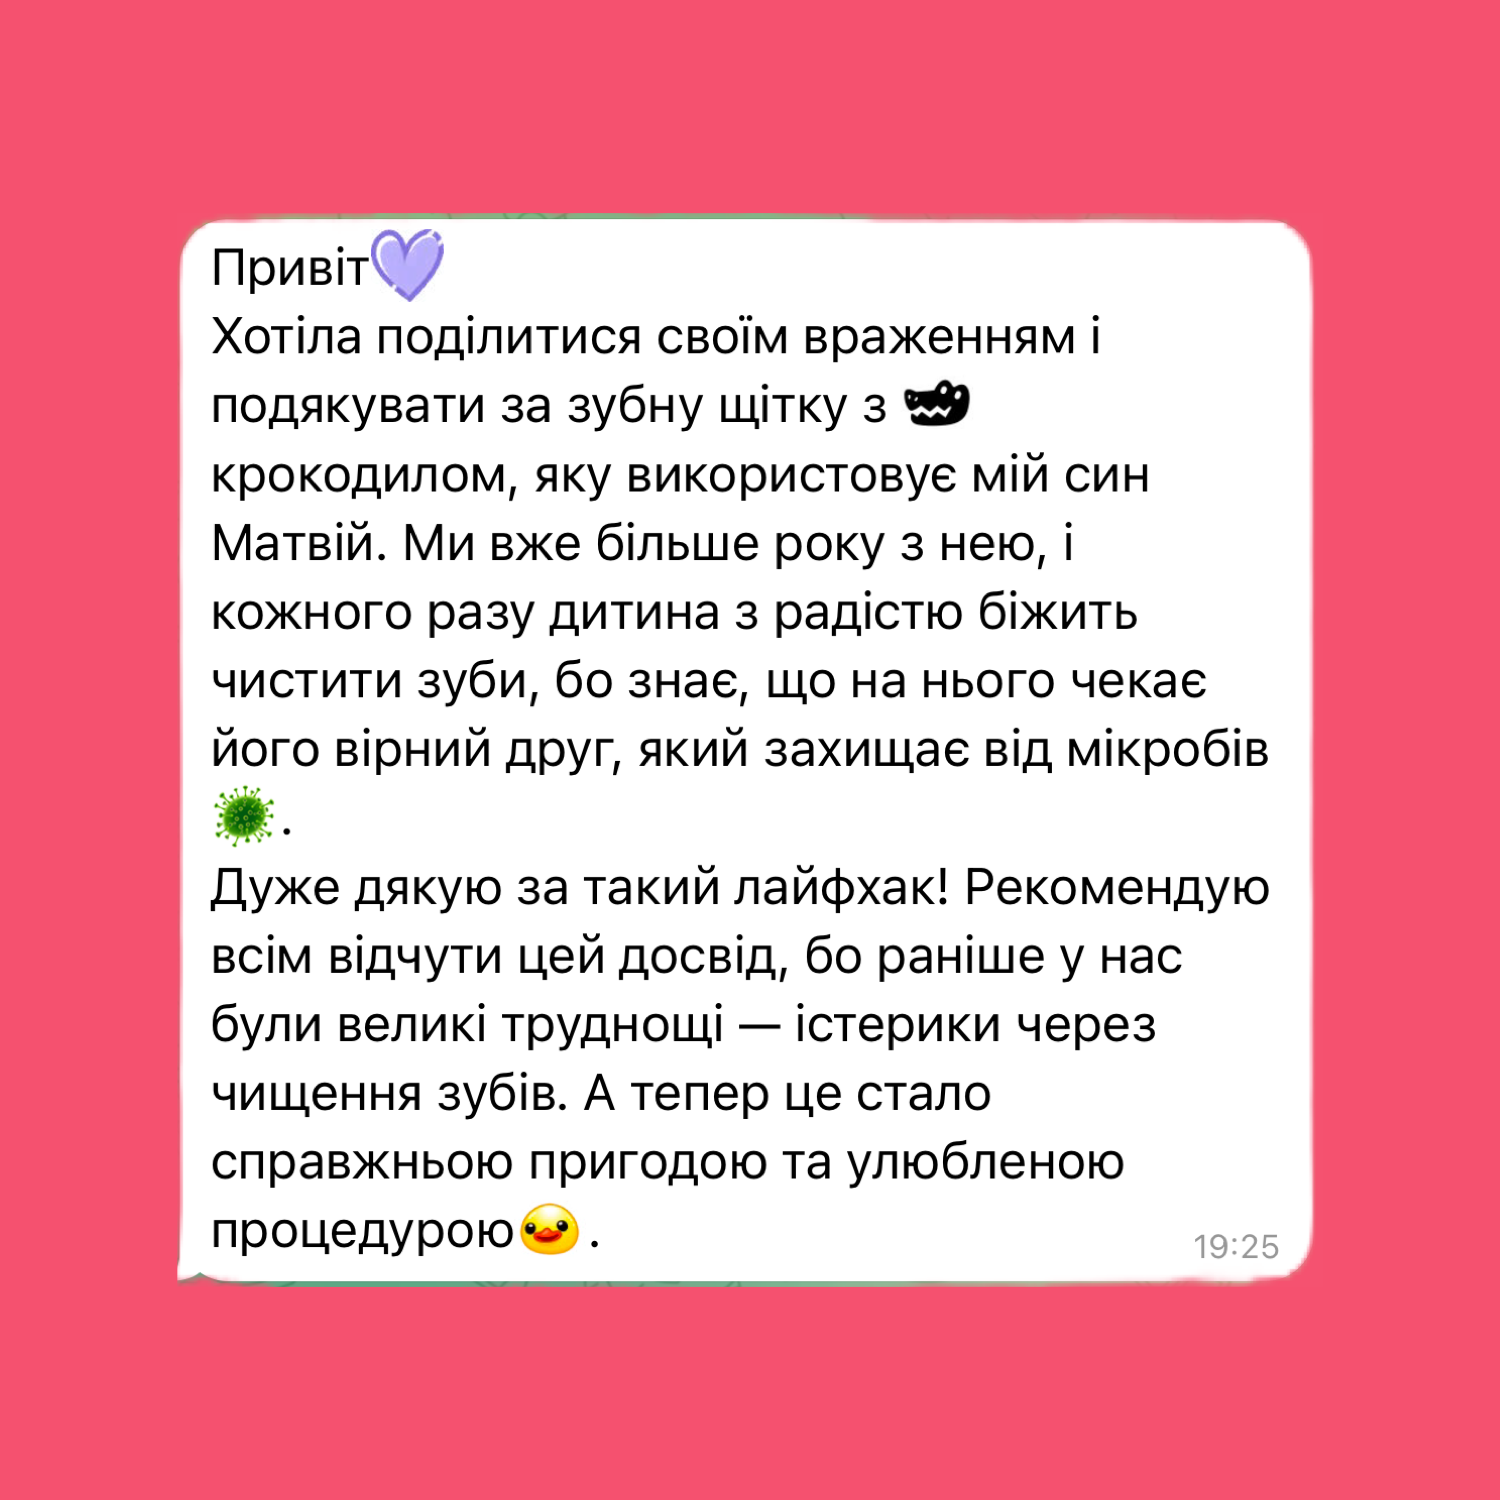 Привіт💜
Хотіла поділитися своїм враженням і
подякувати за зубну щітку з 🐊
крокодилом, яку використовує мій син
Матвій. Ми вже більше року з нею, і
кожного разу дитина з радістю біжить
чистити зуби, бо знає, що на нього чекає
його вірний друг, який захищає від мікробів
🦠.
Дуже дякую за такий лайфхак! Рекомендую
всім відчути цей досвід, бо раніше у нас
були великі труднощі — істерики через
чищення зубів. А тепер це стало
справжньою пригодою та улюбленою
процедурою🐥.
19:25